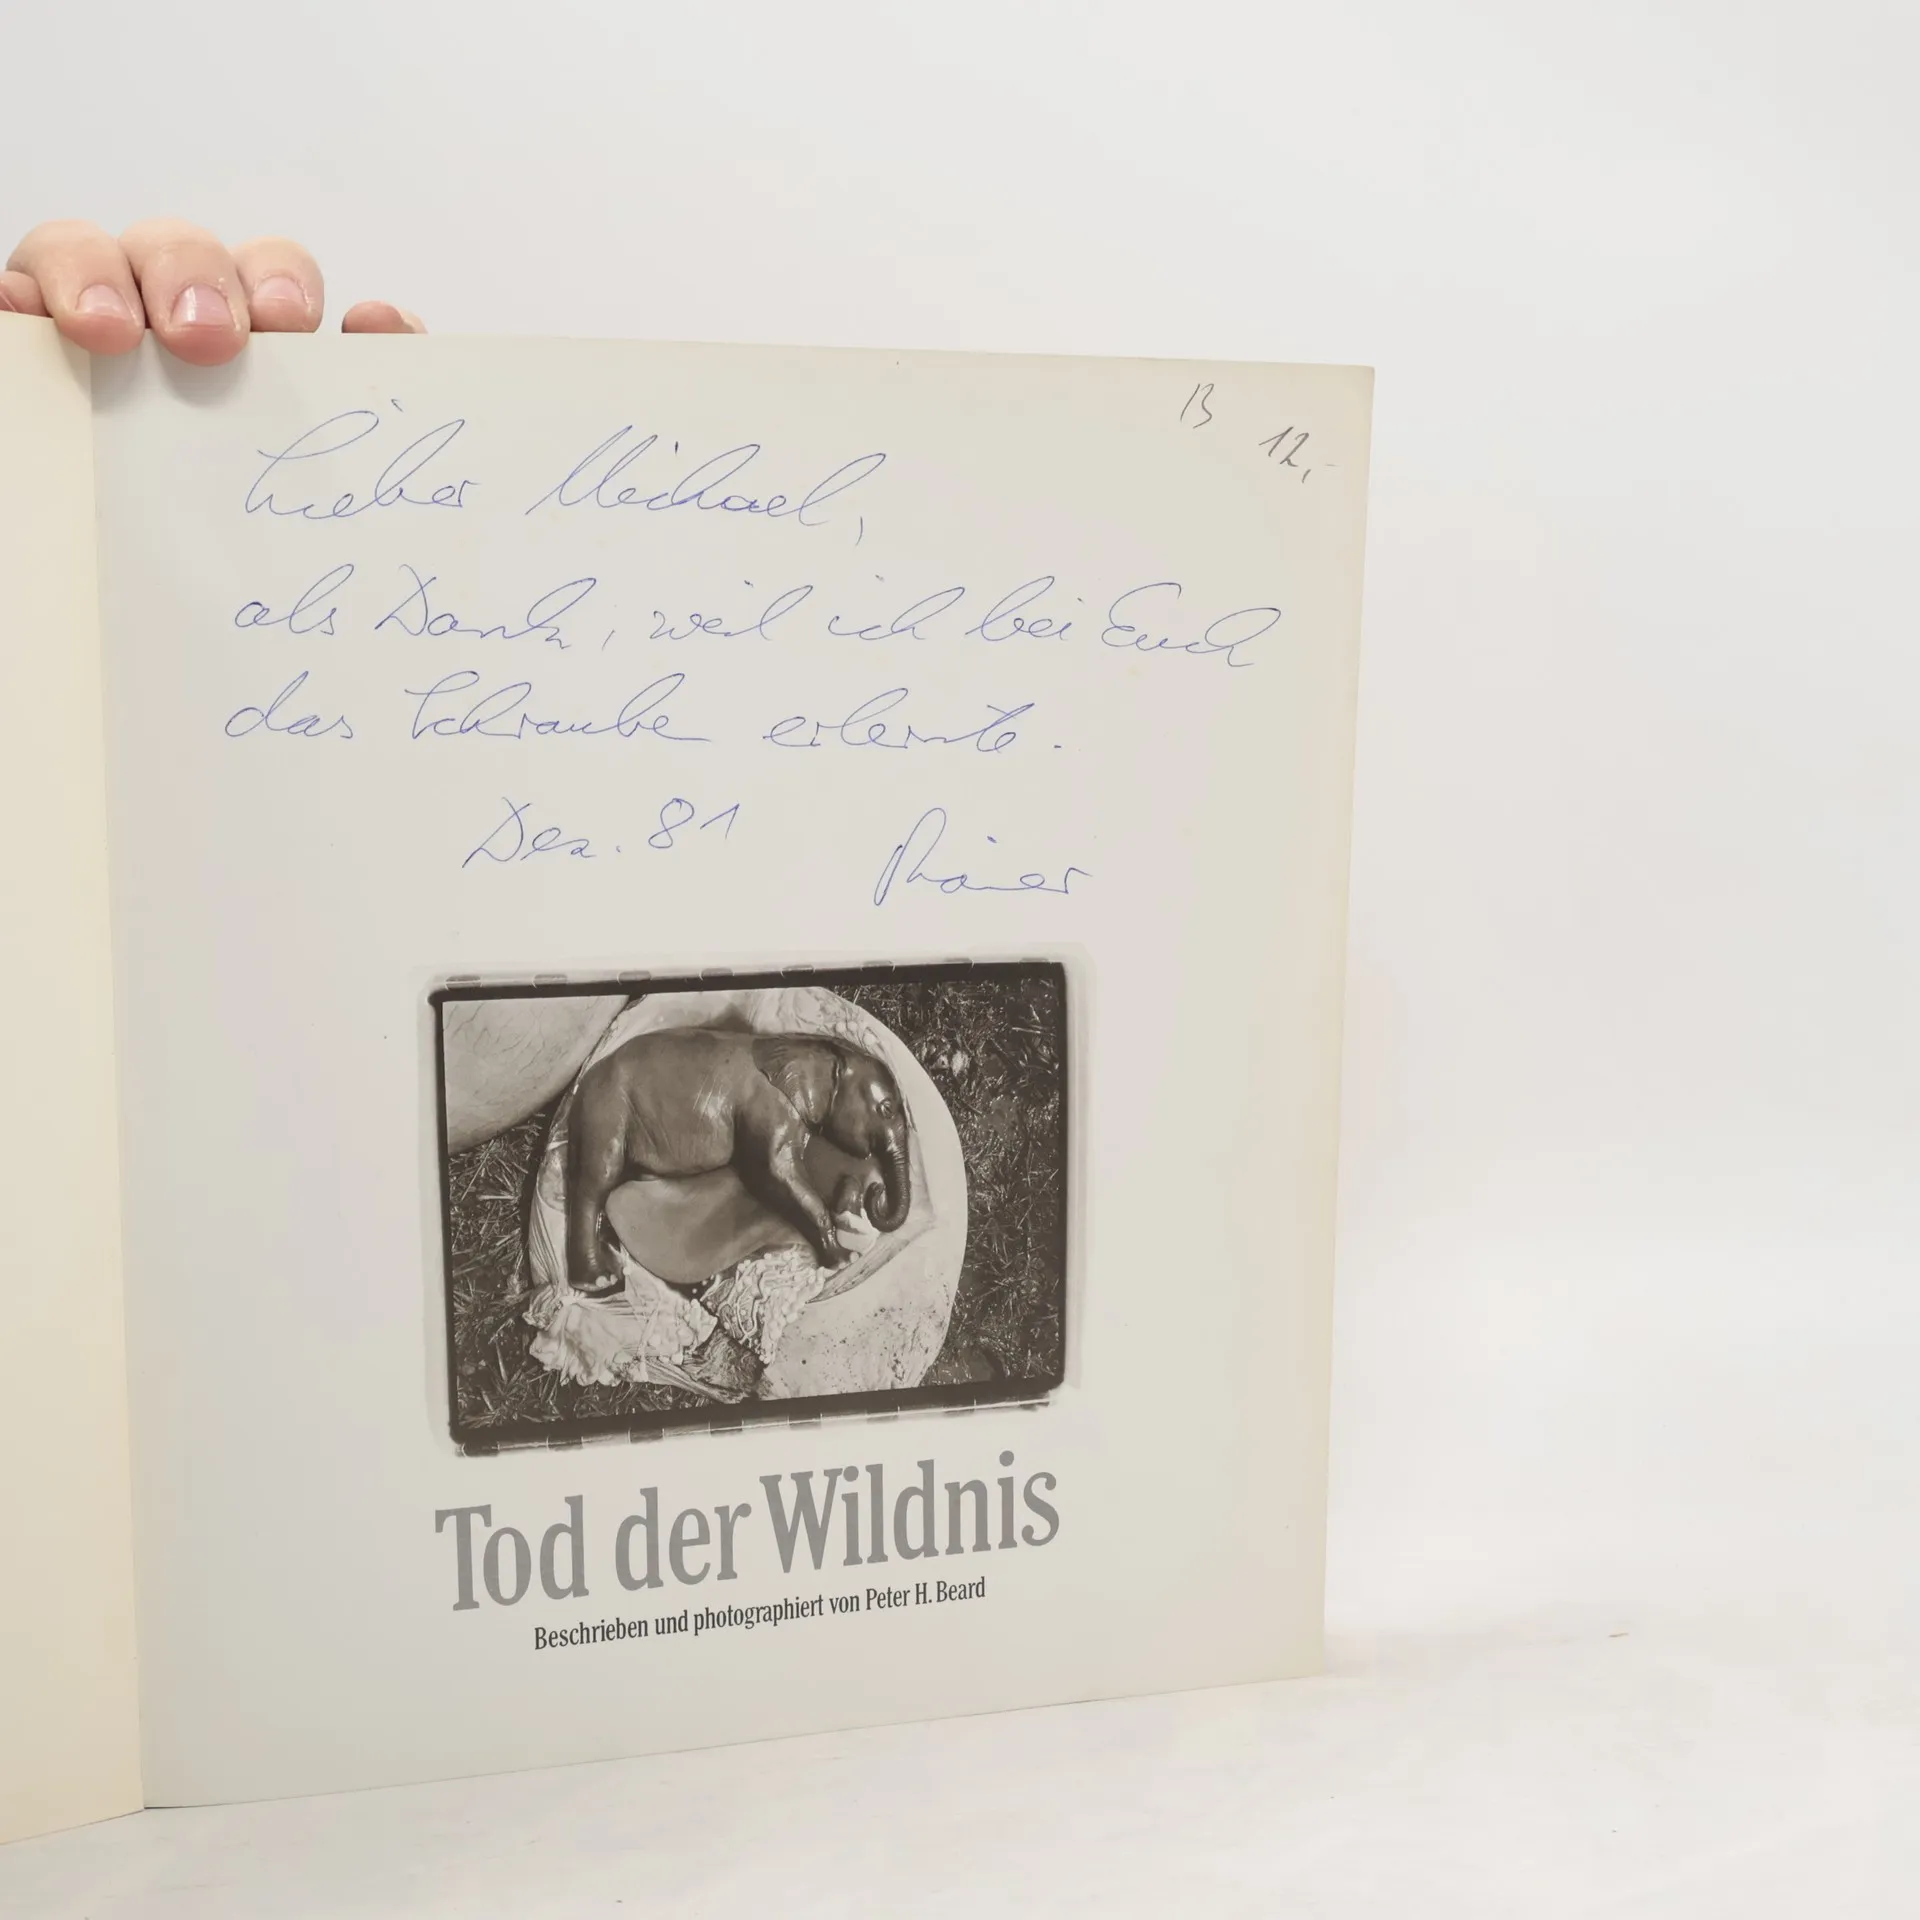 B
12,-
Lieber Michael,
als Dank, weil ich bei Euch
das Schrauben erlernte.
Dez. 81
Rainer
Tod der Wildnis
Beschrieben und photographiert von Peter H. Beard